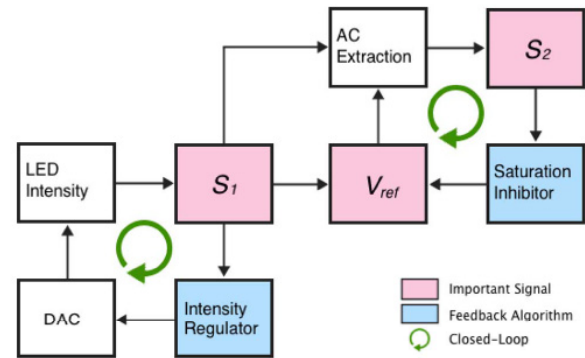 AC
Extraction
S2
LED
Intensity
S1
Vref
Saturation
Inhibitor
DAC
Intensity
Regulator
Important Signal
Feedback Algorithm
Closed-Loop